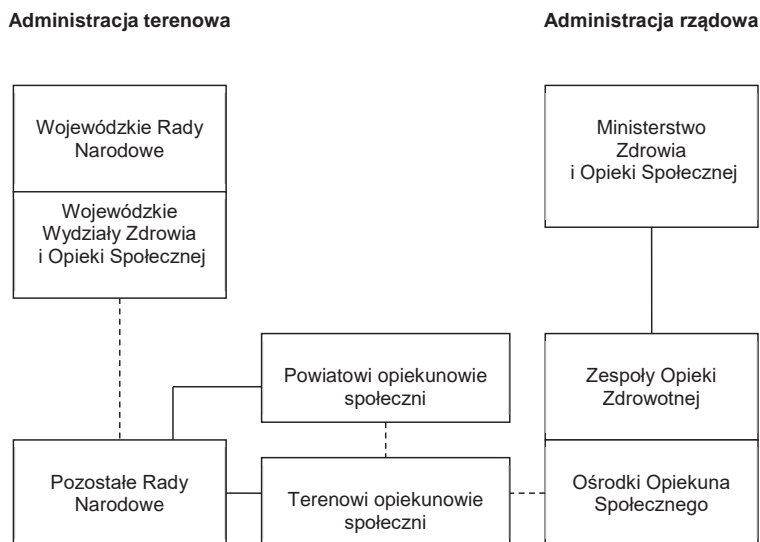 Administracja terenowa
Administracja rządowa
Wojewódzkie Rady
Narodowe
Wojewódzkie
Wydziały Zdrowia
i Opieki Społecznej
Ministerstwo
Zdrowia
i Opieki Społecznej
Powiatowi opiekunowie
społeczni
Zespoły Opieki
Zdrowotnej
Pozostałe Rady
Narodowe
Terenowi opiekunowie
społeczni
Ośrodki Opiekuna
Społecznego